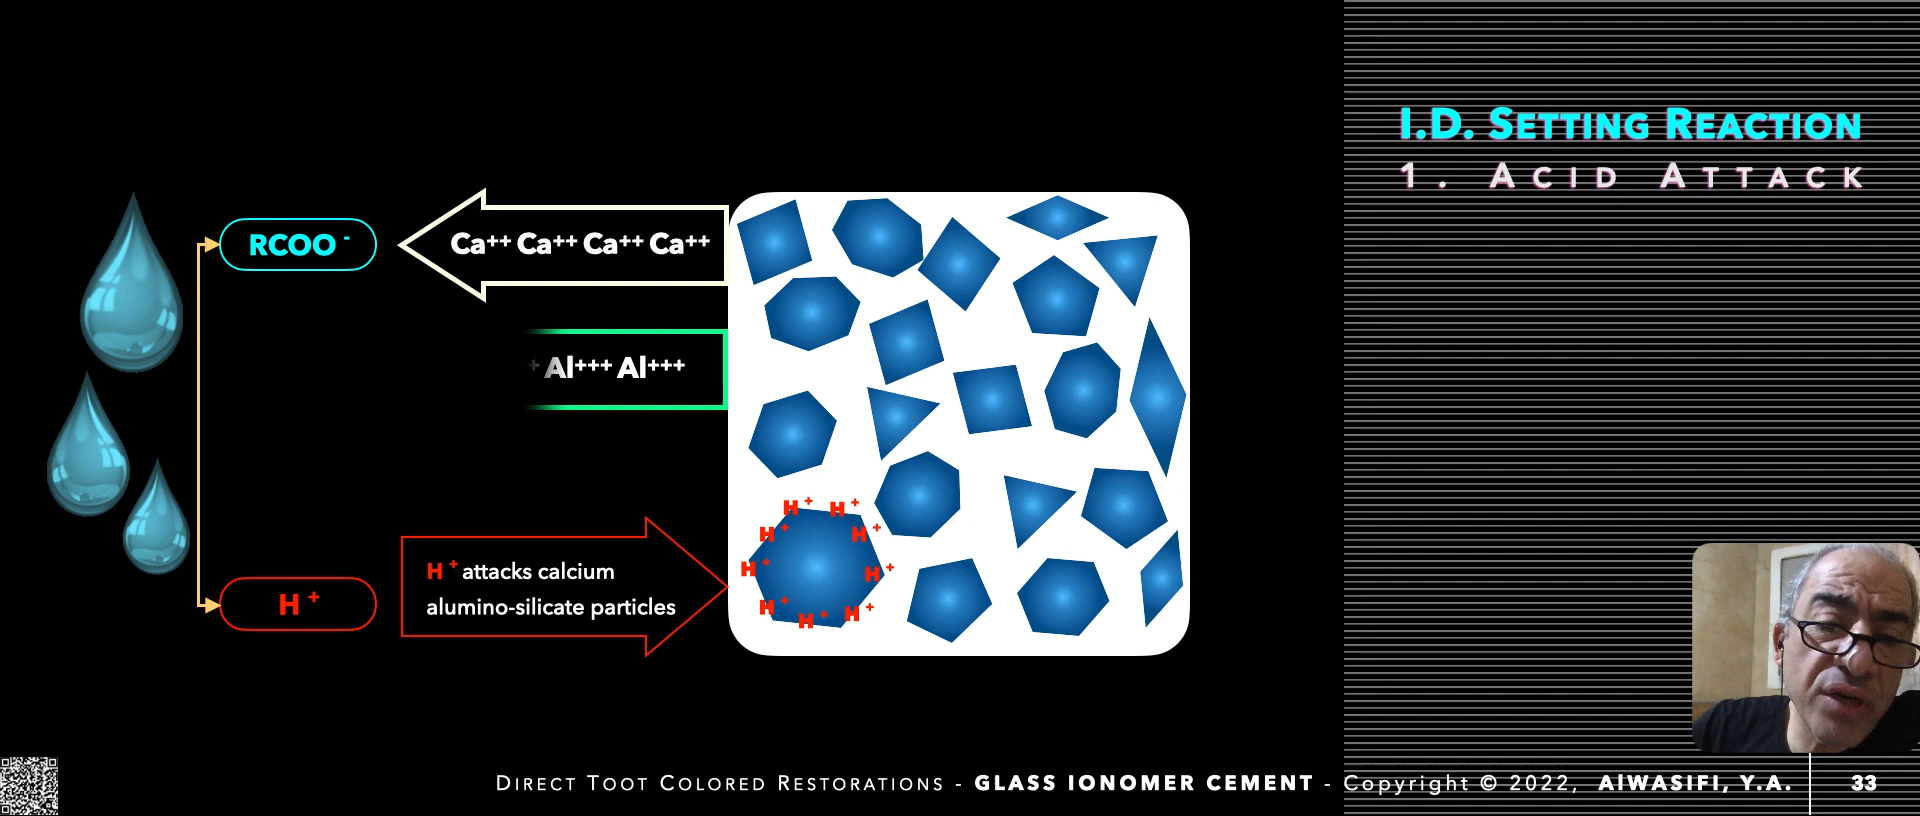 I.D. SETTING REACTION
1. ACID ATTACK
RCOO -
Ca++ Ca++ Ca++ Ca++
+ Al+++ Al+++
H +
H + attacks calcium
alumino-silicate particles
H + H +
H + H +
H + H +
H + H + H +
DIRECT TOOT COLORED RESTORATIONS - GLASS IONOMER CEMENT - Copyright © 2022, AlWASIFI, Y.A. 33